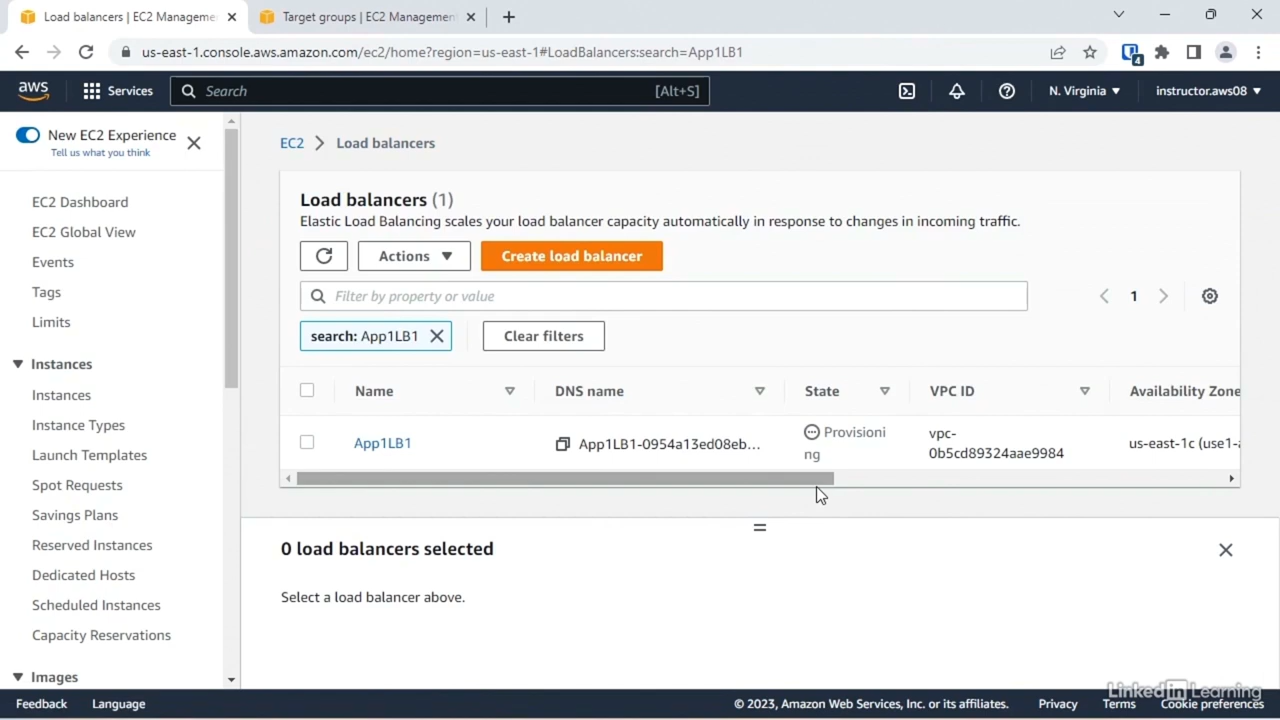 Load balancers | EC2 Manageme
Target groups | EC2 Management
us-east-1.console.aws.amazon.com/ec2/home?region=us-east-1#LoadBalancers:search=App1LB1
4
aws
Services
Search
[Alt+S]
N. Virginia
instructor.aws08
New EC2 Experience
Tell us what you think
EC2 Dashboard
EC2 Global View
Events
Tags
Limits
Instances
Instances
Instance Types
Launch Templates
Spot Requests
Savings Plans
Reserved Instances
Dedicated Hosts
Scheduled Instances
Capacity Reservations
Images
EC2 > Load balancers
Load balancers (1)
Elastic Load Balancing scales your load balancer capacity automatically in response to changes in incoming traffic.
Actions
Create load balancer
Filter by property or value
1
search: App1LB1
Clear filters
Name
DNS name
State
VPC ID
Availability Zone
App1LB1
App1LB1-0954a13ed08eb...
Provisioni
ng
vpc-
0b5cd89324aae9984
us-east-1c (use1-a
0 load balancers selected
Select a load balancer above.
LinkedIn Learning
Feedback
Language
© 2023, Amazon Web Services, Inc. or its affiliates.
Privacy
Terms
Cookie preferences